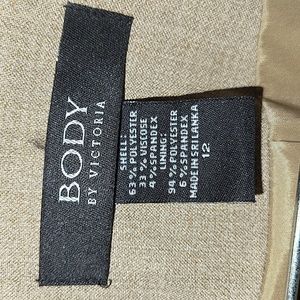 BODY
BY VICTORIA
SHELL:
63 % POLYESTER
33 % VISCOSE
4 % SPANDEX
LINING:
94 % POLYESTER
6 % SPANDEX
MADE IN SRI LANKA
12